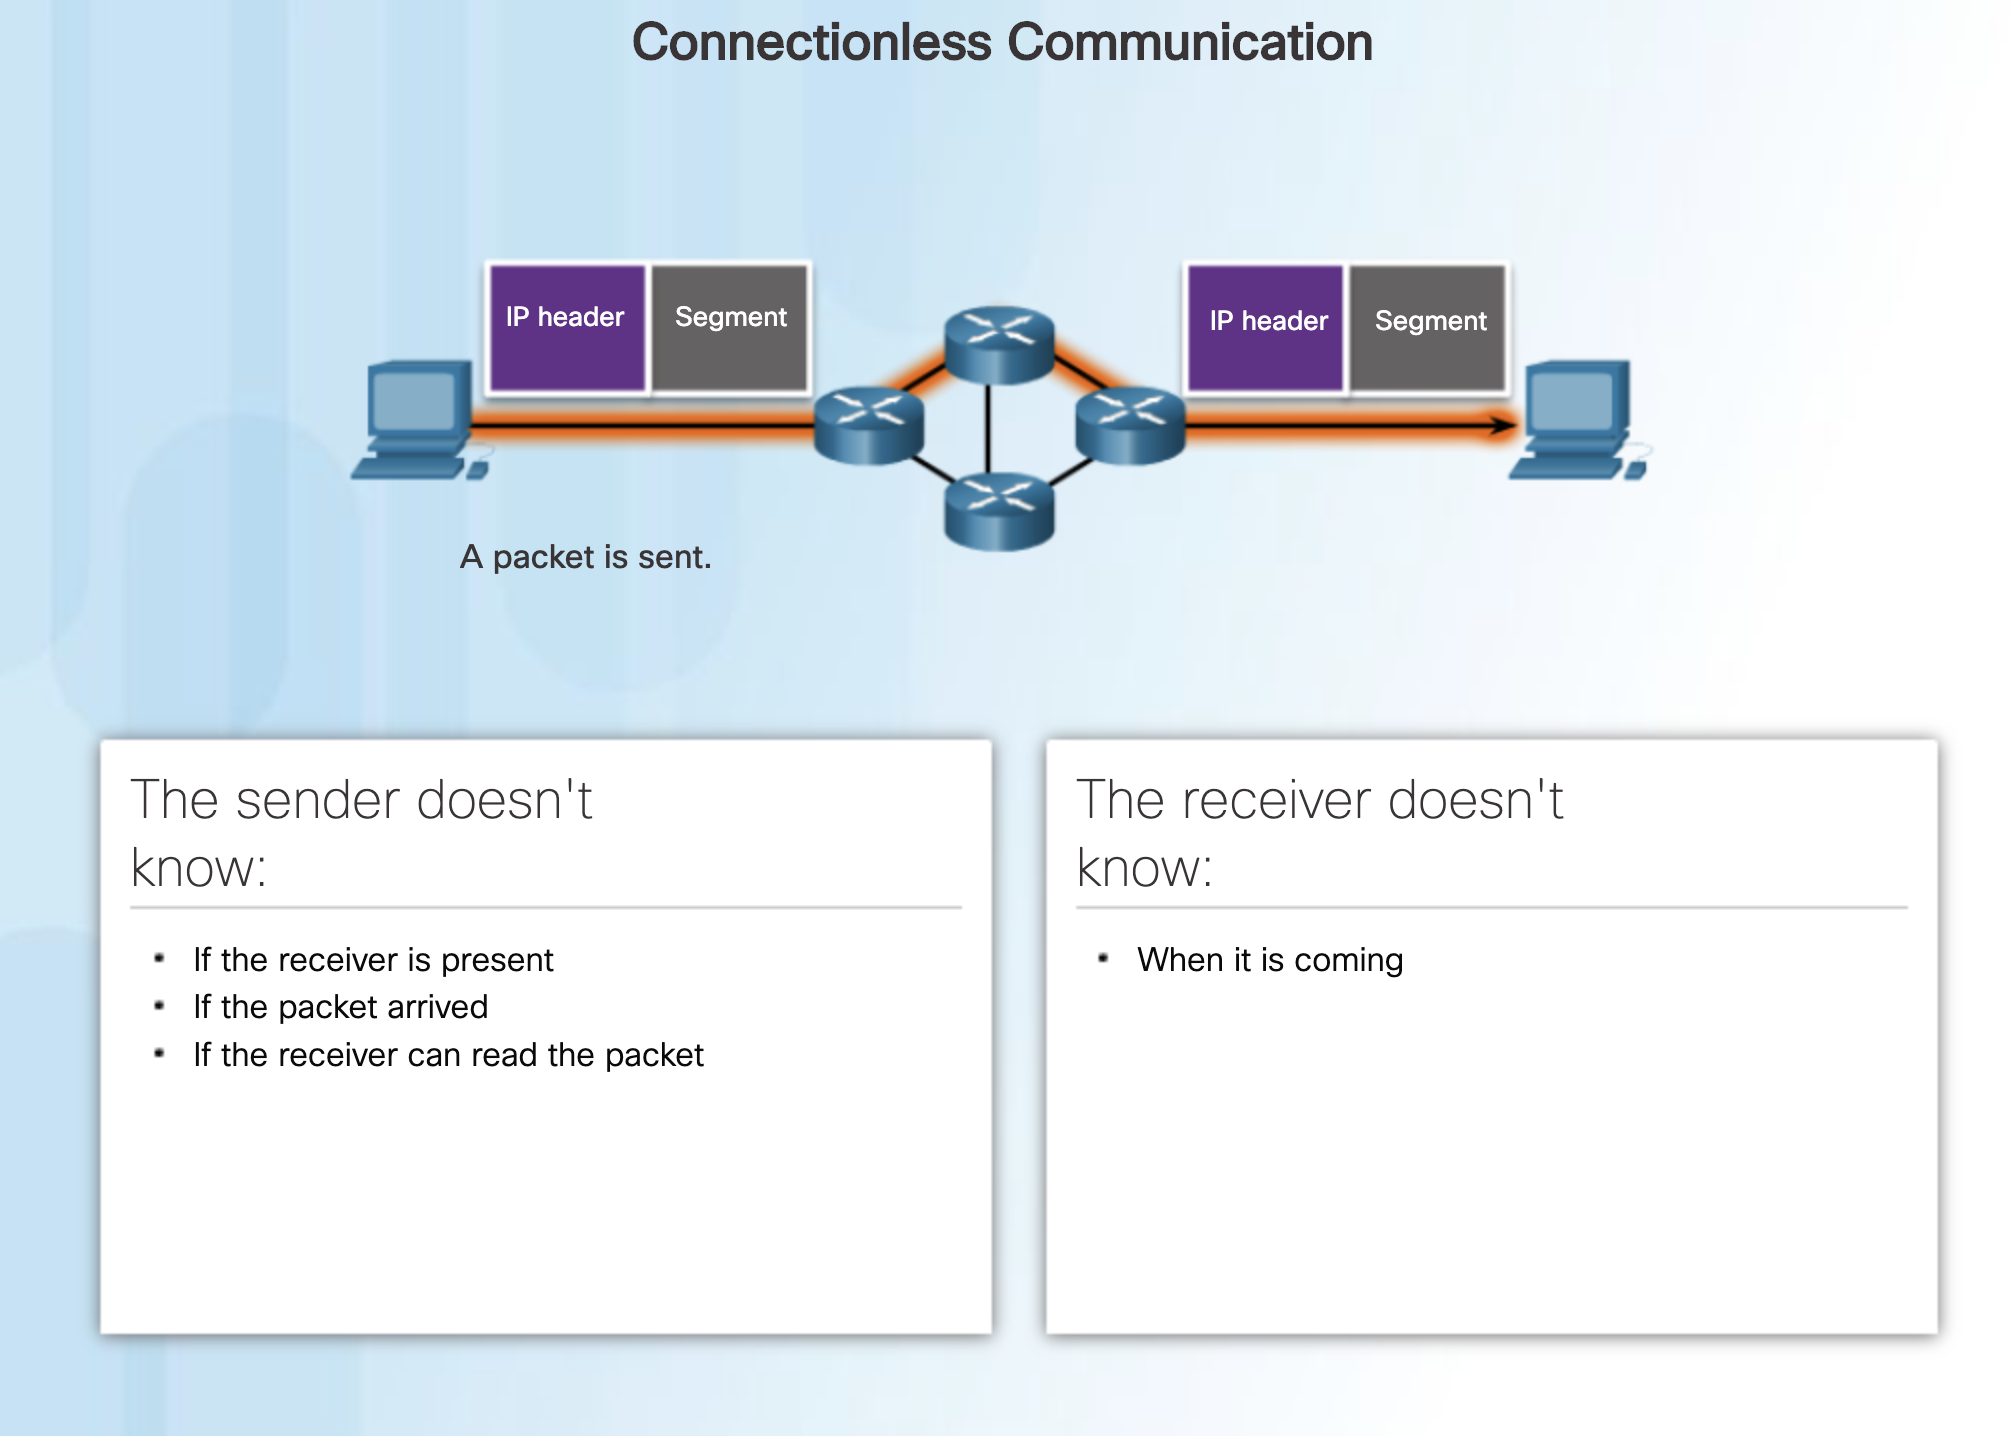 Connectionless Communication
IP header
Segment
IP header
Segment
A packet is sent.
The sender doesn't
know:
If the receiver is present
If the packet arrived
If the receiver can read the packet
The receiver doesn't
know:
When it is coming